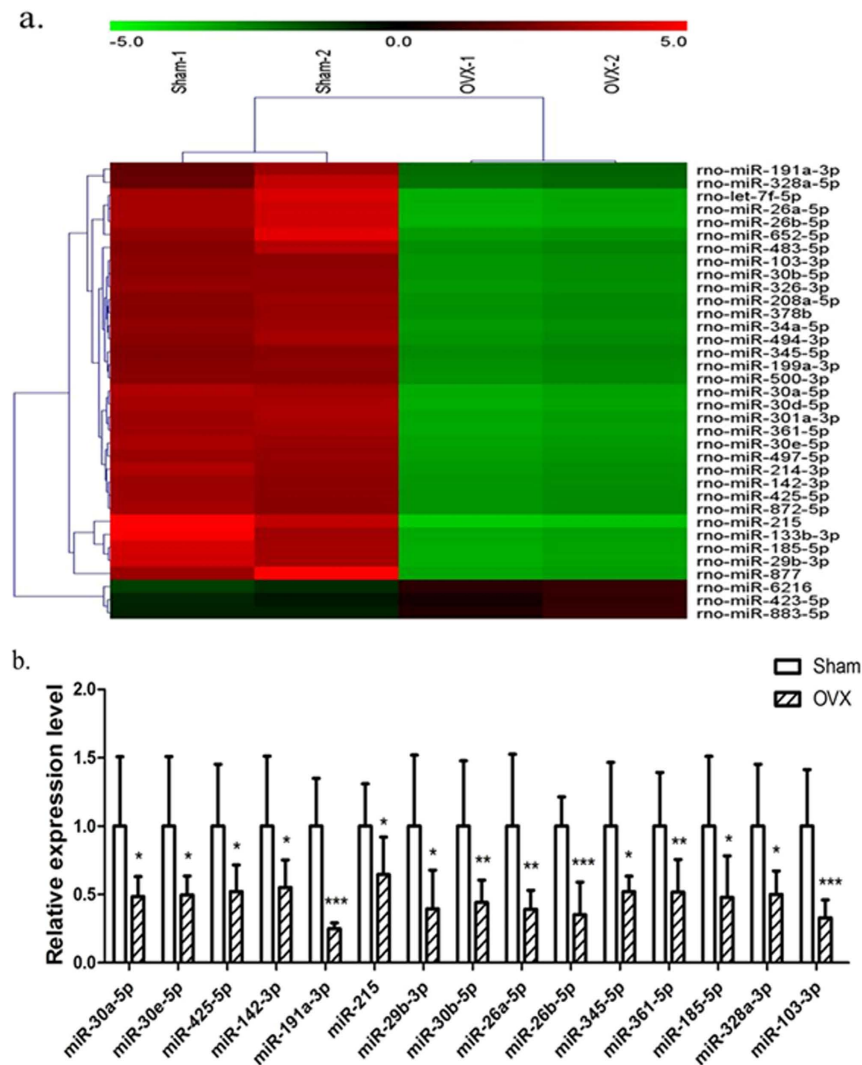 a.
-5.0 0.0 5.0
Sham-1 Sham-2 OVX-1 OVX-2
rno-miR-191a-3p
rno-miR-328a-5p
rno-let-7f-5p
rno-miR-26a-5p
rno-miR-26b-5p
rno-miR-652-5p
rno-miR-483-5p
rno-miR-103-3p
rno-miR-30b-5p
rno-miR-326-3p
rno-miR-208a-5p
rno-miR-378b
rno-miR-34a-5p
rno-miR-494-3p
rno-miR-345-5p
rno-miR-199a-3p
rno-miR-500-3p
rno-miR-30a-5p
rno-miR-30d-5p
rno-miR-301a-3p
rno-miR-361-5p
rno-miR-30e-5p
rno-miR-497-5p
rno-miR-214-3p
rno-miR-142-3p
rno-miR-425-5p
rno-miR-872-5p
rno-miR-215
rno-miR-133b-3p
rno-miR-185-5p
rno-miR-29b-3p
rno-miR-877
rno-miR-6216
rno-miR-423-5p
rno-miR-883-5p
b.
Sham
OVX
Relative expression level
2.0
1.5
1.0
0.5
0.0
* * * * *** * * ** ** *** * ** * * ***
miR-30a-5p
miR-30e-5p
miR-425-5p
miR-142-3p
miR-191a-3p
miR-215
miR-29b-3p
miR-30b-5p
miR-26a-5p
miR-26b-5p
miR-345-5p
miR-361-5p
miR-185-5p
miR-328a-3p
miR-103-3p